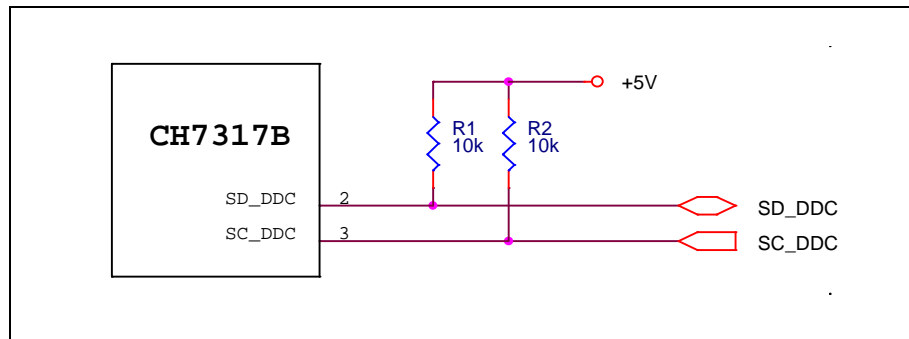 +5V
R1
10k
R2
10k
CH7317B
SD_DDC 2
SD_DDC
SC_DDC 3
SC_DDC